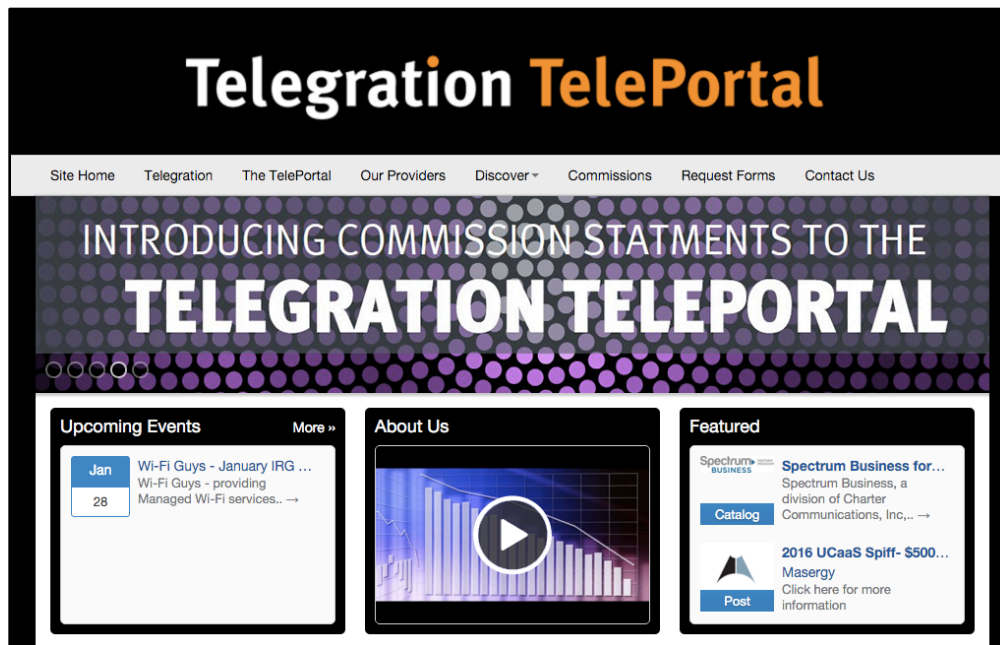 Telegration TelePortal
Site Home Telegration The TelePortal Our Providers Discover Commissions Request Forms Contact Us
INTRODUCING COMMISSION STATMENTS TO THE
TELEGRATION TELEPORTAL
Upcoming Events More »
Jan
28
Wi-Fi Guys - January IRG ...
Wi-Fi Guys - providing
Managed Wi-Fi services.. →
About Us
Featured
Spectrum
BUSINESS
Catalog
Spectrum Business for...
Spectrum Business, a
division of Charter
Communications, Inc,.. →
Post
2016 UCaaS Spiff- $500...
Masergy
Click here for more
information